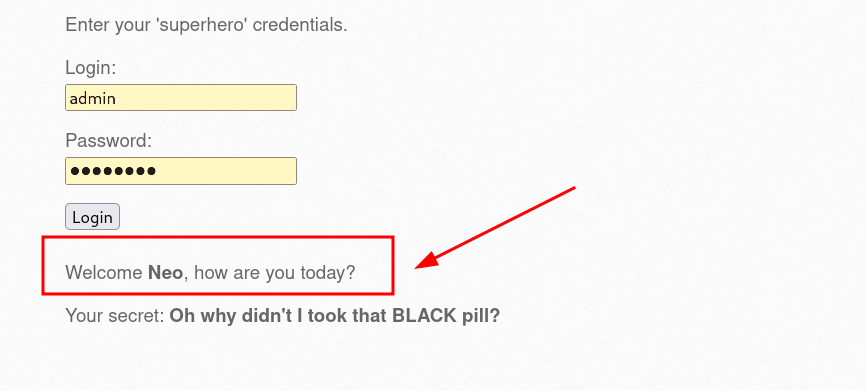 Enter your 'superhero' credentials.
Login:
admin
Password:
●●●●●●●●
Login
Welcome Neo, how are you today?
Your secret: Oh why didn't I took that BLACK pill?